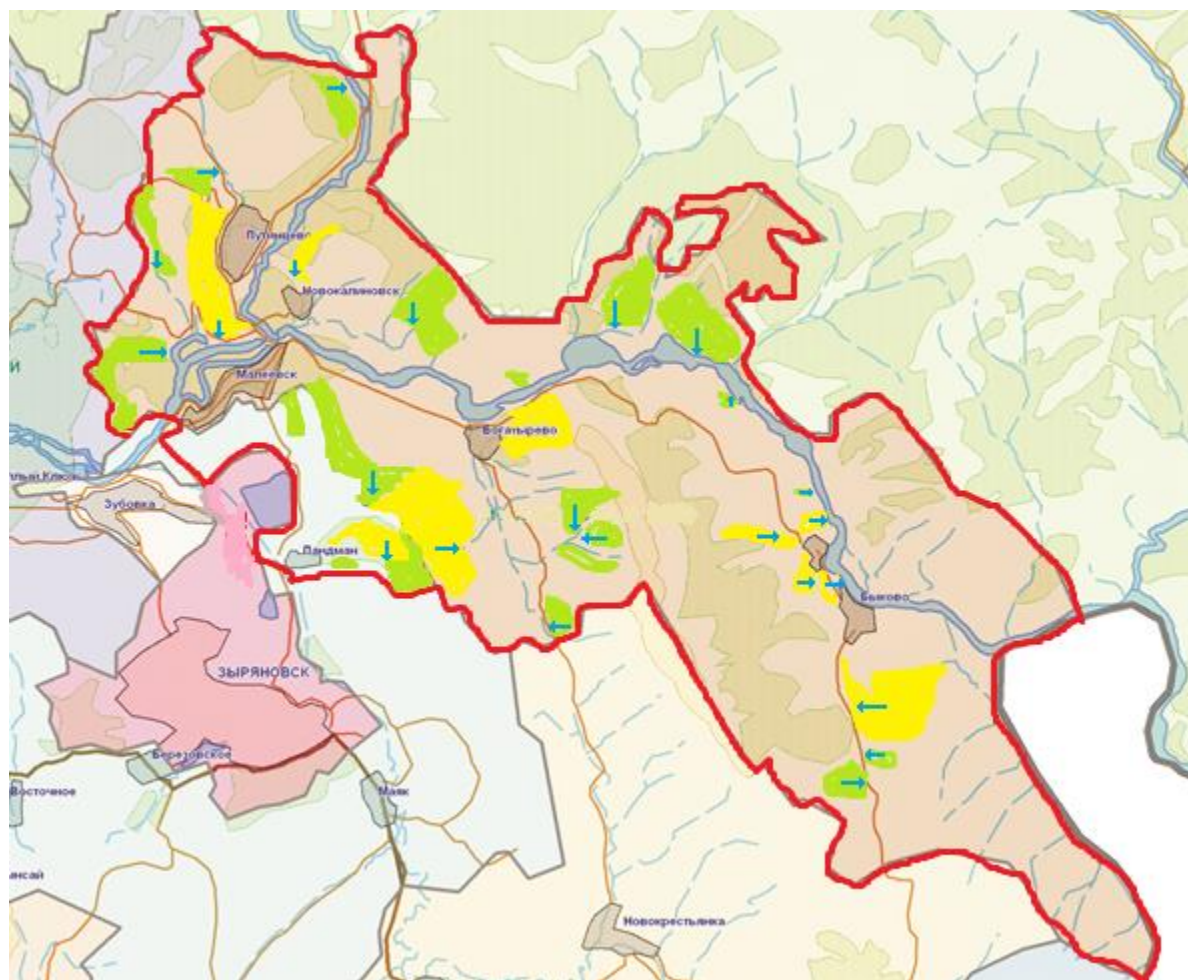 Путинцево
Новокалиновск
Й
Малеевск
Богатырево
Зубовка
Ландман
Быково
ЗЫРЯНОВСК
Березовское
Восточное
Маяк
Новокрестьянка